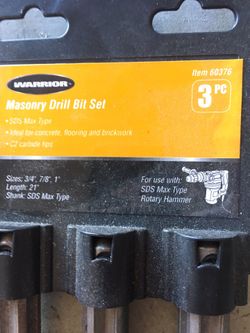 WARRIOR
Item 60376
Masonry Drill Bit Set
3 PC
• SDS Max Type
• Ideal for concrete, flooring and brickwork
• C2 carbide tips
Sizes: 3/4", 7/8", 1"
Length: 21"
Shank: SDS Max Type
For use with:
SDS Max Type
Rotary Hammer